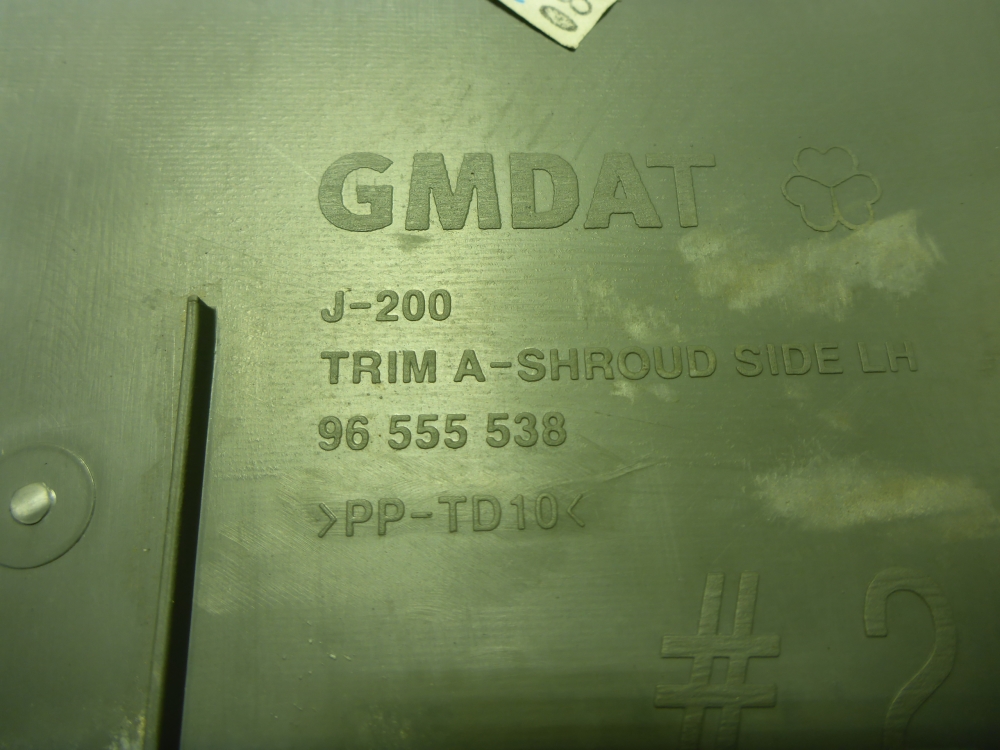 GMDAT
J-200
TRIM A-SHROUD SIDE LH
96 555 538
>PP-TD10<
# 2